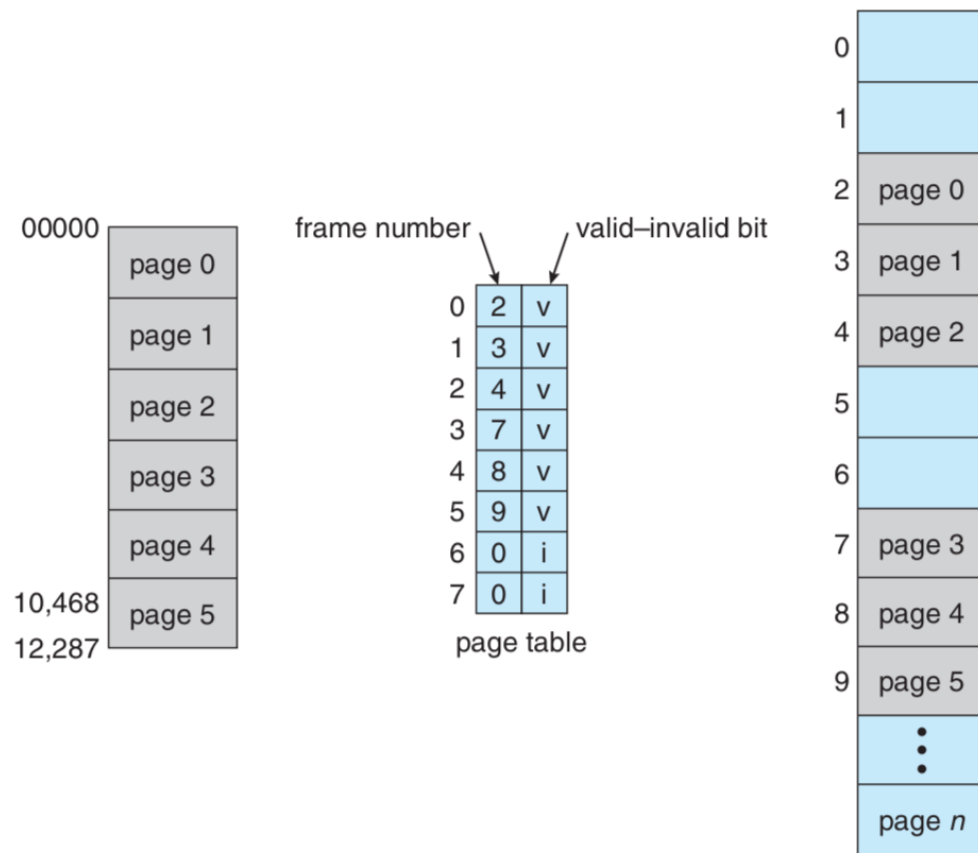 00000
page 0
page 1
page 2
page 3
page 4
10,468
page 5
12,287
frame number
valid–invalid bit
0 2 v
1 3 v
2 4 v
3 7 v
4 8 v
5 9 v
6 0 i
7 0 i
page table
0
1
2 page 0
3 page 1
4 page 2
5
6
7 page 3
8 page 4
9 page 5
page n